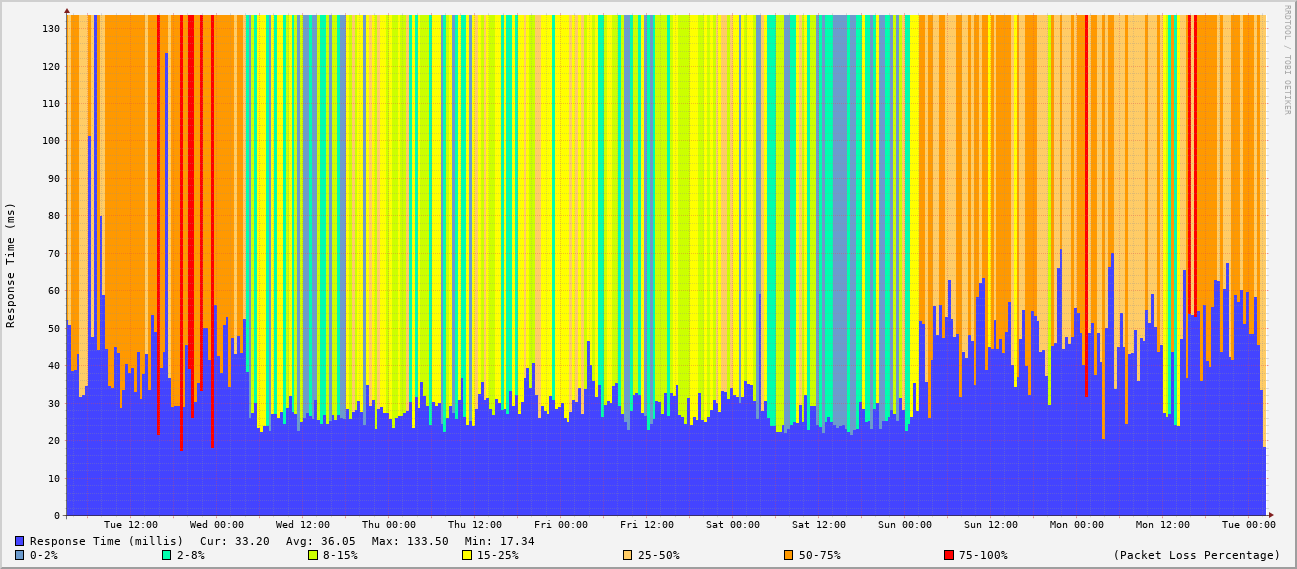 RRDTOOL / TOBI OETIKER
Response Time (ms)
130
120
110
100
90
80
70
60
50
40
30
20
10
0
Tue 12:00 Wed 00:00 Wed 12:00 Thu 00:00 Thu 12:00 Fri 00:00 Fri 12:00 Sat 00:00 Sat 12:00 Sun 00:00 Sun 12:00 Mon 00:00 Mon 12:00 Tue 00:00
Response Time (millis) Cur: 33.20 Avg: 36.05 Max: 133.50 Min: 17.34
0-2% 2-8% 8-15% 15-25% 25-50% 50-75% 75-100% (Packet Loss Percentage)